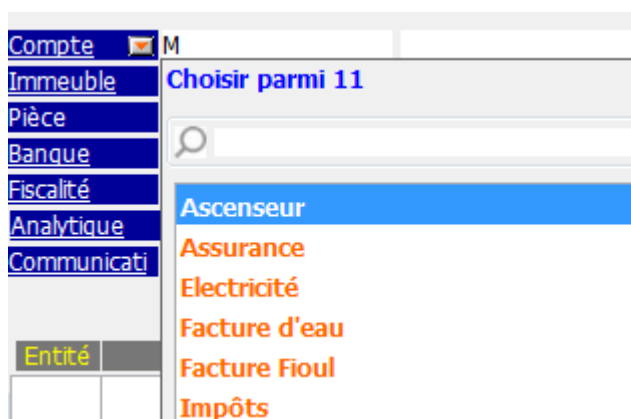 Compte M
Immeuble
Choisir parmi 11
Pièce
Banque
Fiscalité
Analytique
Communicati
Ascenseur
Assurance
Electricité
Facture d'eau
Facture Fioul
Impôts
Entité